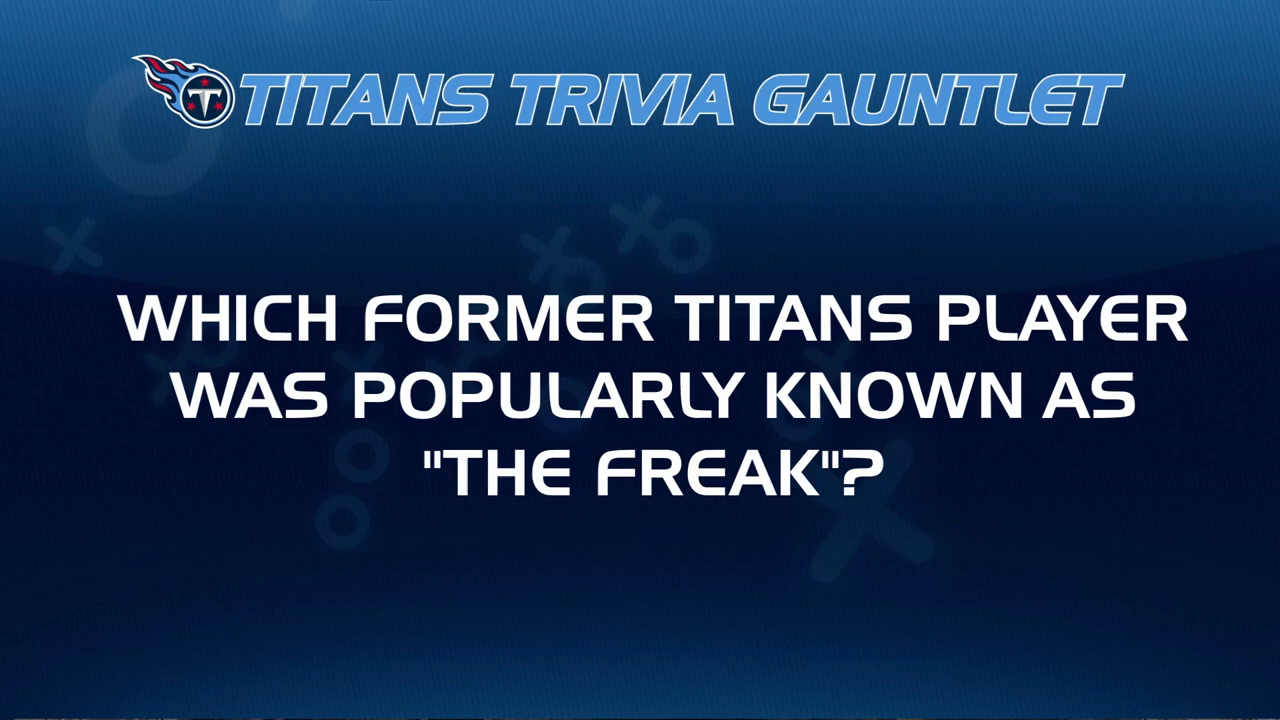 TITANS TRIVIA GAUNTLET
WHICH FORMER TITANS PLAYER
WAS POPULARLY KNOWN AS
"THE FREAK"?